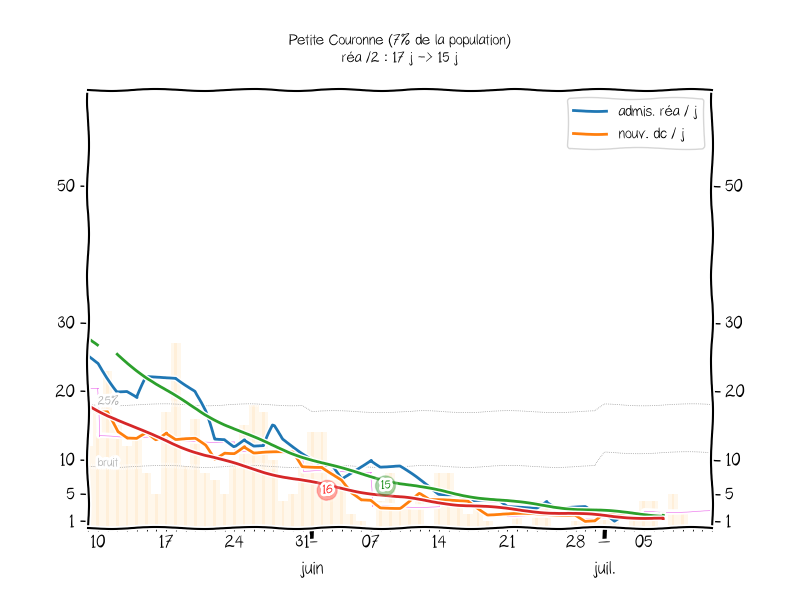 Petite Couronne (7% de la population)
réa /2 : 17 j -> 15 j
admis. réa / j
nouv. dc / j
50
50
30
30
20
20
25%
10
10
bruit
15
16
5
5
1
1
10 17 24 31 07 14 21 28 05
juin juil.